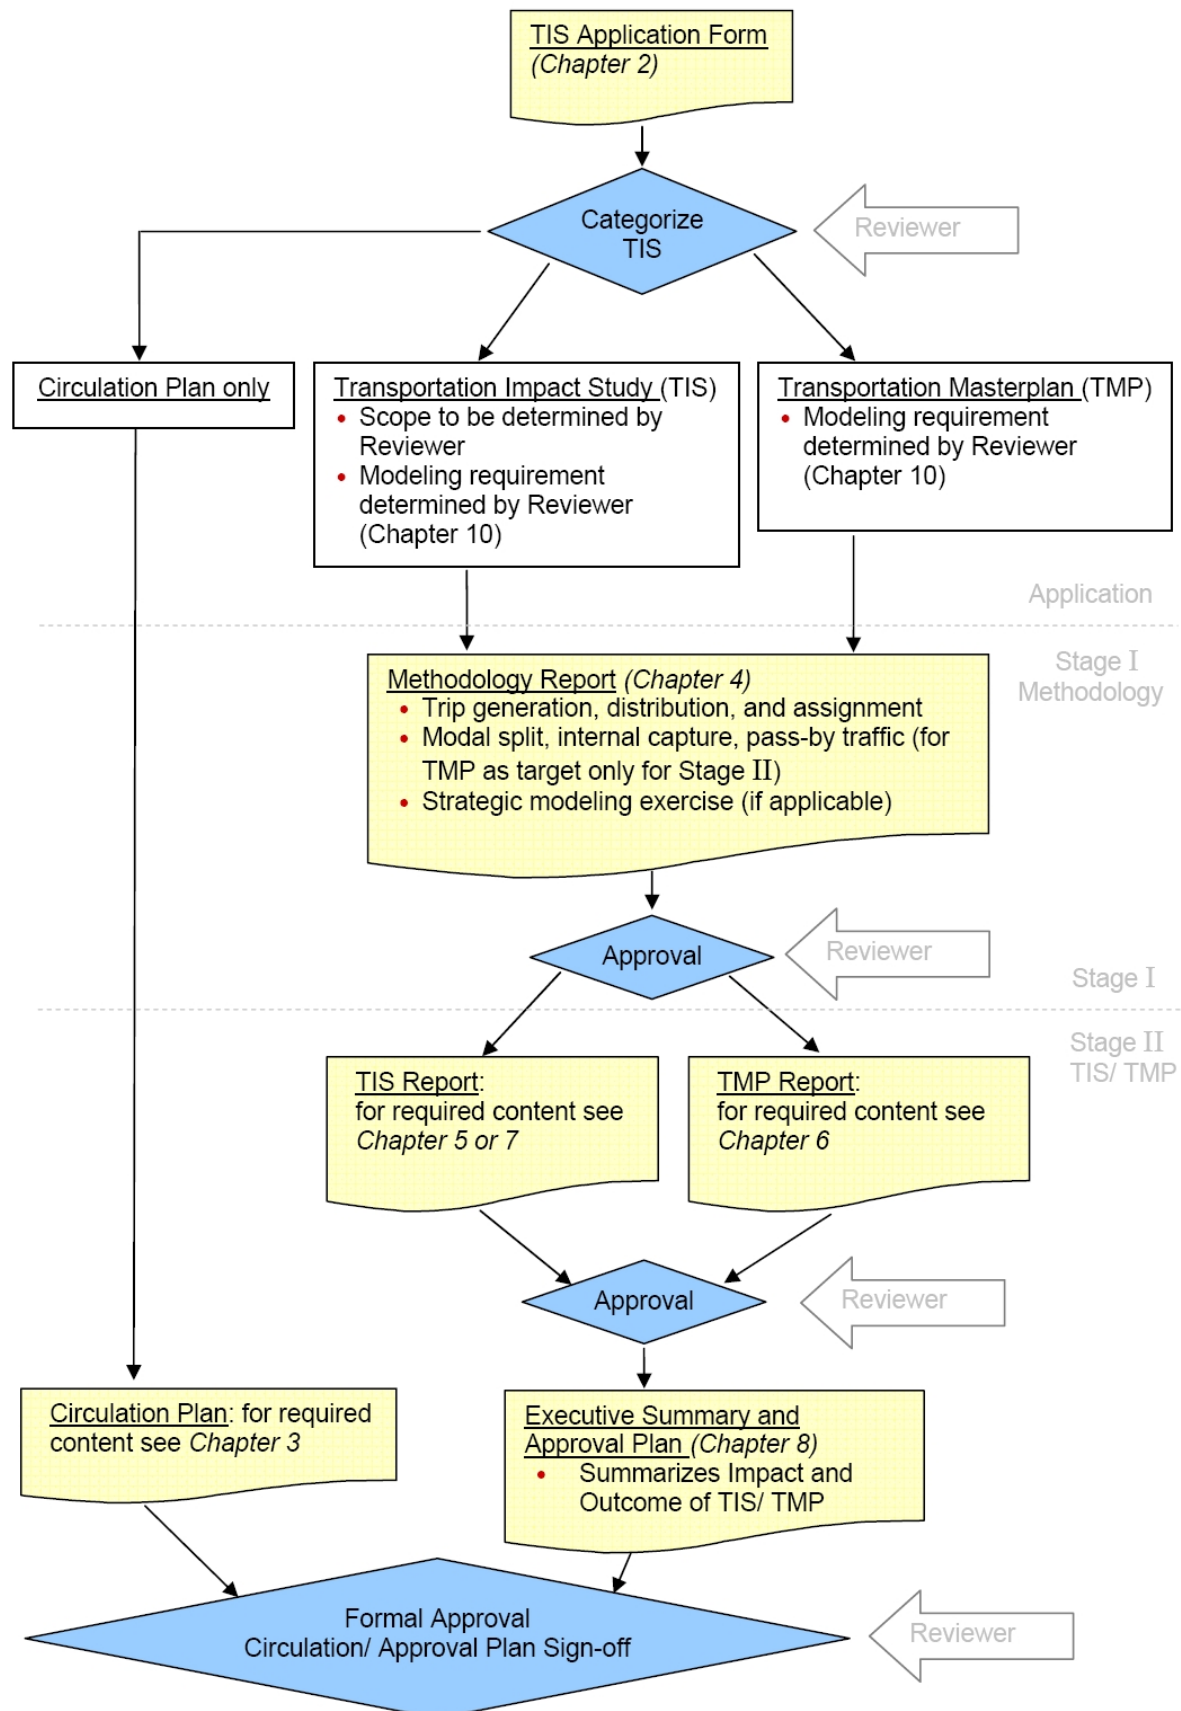 TIS Application Form
(Chapter 2)
Categorize
TIS
Reviewer
Circulation Plan only
Transportation Impact Study (TIS)
• Scope to be determined by
Reviewer
• Modeling requirement
determined by Reviewer
(Chapter 10)
Transportation Masterplan (TMP)
• Modeling requirement
determined by Reviewer
(Chapter 10)
Application
Stage I
Methodology
Methodology Report (Chapter 4)
• Trip generation, distribution, and assignment
• Modal split, internal capture, pass-by traffic (for
TMP as target only for Stage II)
• Strategic modeling exercise (if applicable)
Approval
Reviewer
Stage I
Stage II
TIS/ TMP
TIS Report:
for required content see
Chapter 5 or 7
TMP Report:
for required content see
Chapter 6
Approval
Reviewer
Circulation Plan: for required
content see Chapter 3
Executive Summary and
Approval Plan (Chapter 8)
• Summarizes Impact and
Outcome of TIS/ TMP
Formal Approval
Circulation/ Approval Plan Sign-off
Reviewer